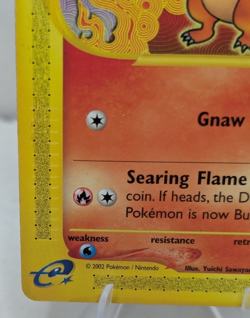 Gnaw
Searing Flame
coin. If heads, the D
Pokémon is now Bu
weakness resistance retr
e
© 2002 Pokémon / Nintendo Illus. Yuichi Sawaya